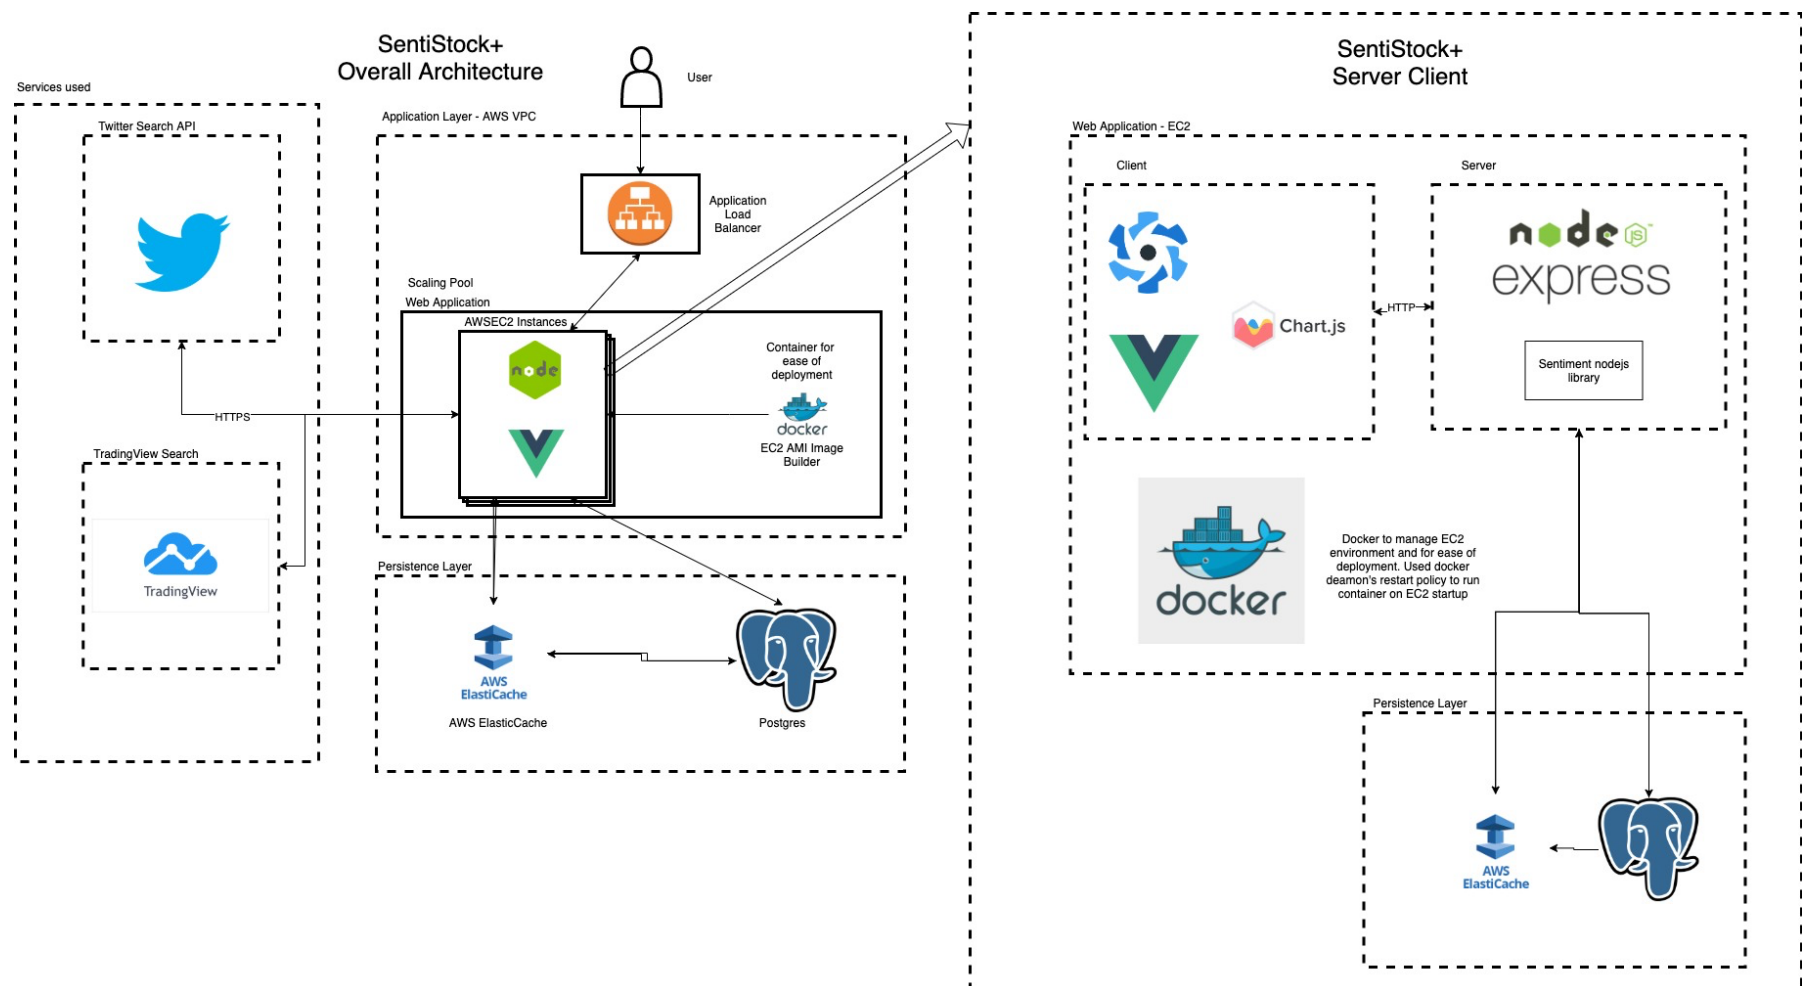 SentiStock+
Overall Architecture
User
Services used
Twitter Search API
HTTPS
TradingView Search
TradingView
Application Layer - AWS VPC
Application
Load
Balancer
Scaling Pool
Web Application
AWSEC2 Instances
node
Container for
ease of
deployment
docker
EC2 AMI Image
Builder
Persistence Layer
AWS
ElastiCache
AWS ElasticCache
Postgres
SentiStock+
Server Client
Web Application - EC2
Client
Chart.js
HTTP
Server
node
JS
™
express
Sentiment nodejs
library
docker
Docker to manage EC2
environment and for ease of
deployment. Used docker
deamon's restart policy to run
container on EC2 startup
Persistence Layer
AWS
ElastiCache